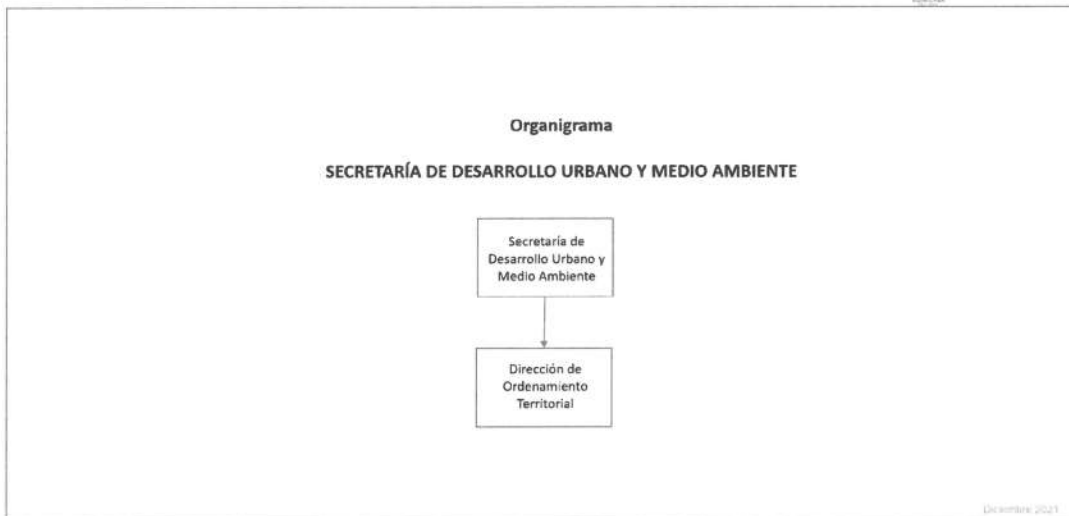 Organigrama
SECRETARÍA DE DESARROLLO URBANO Y MEDIO AMBIENTE
Secretaría de
Desarrollo Urbano y
Medio Ambiente
Dirección de
Ordenamiento
Territorial
Diciembre 2021